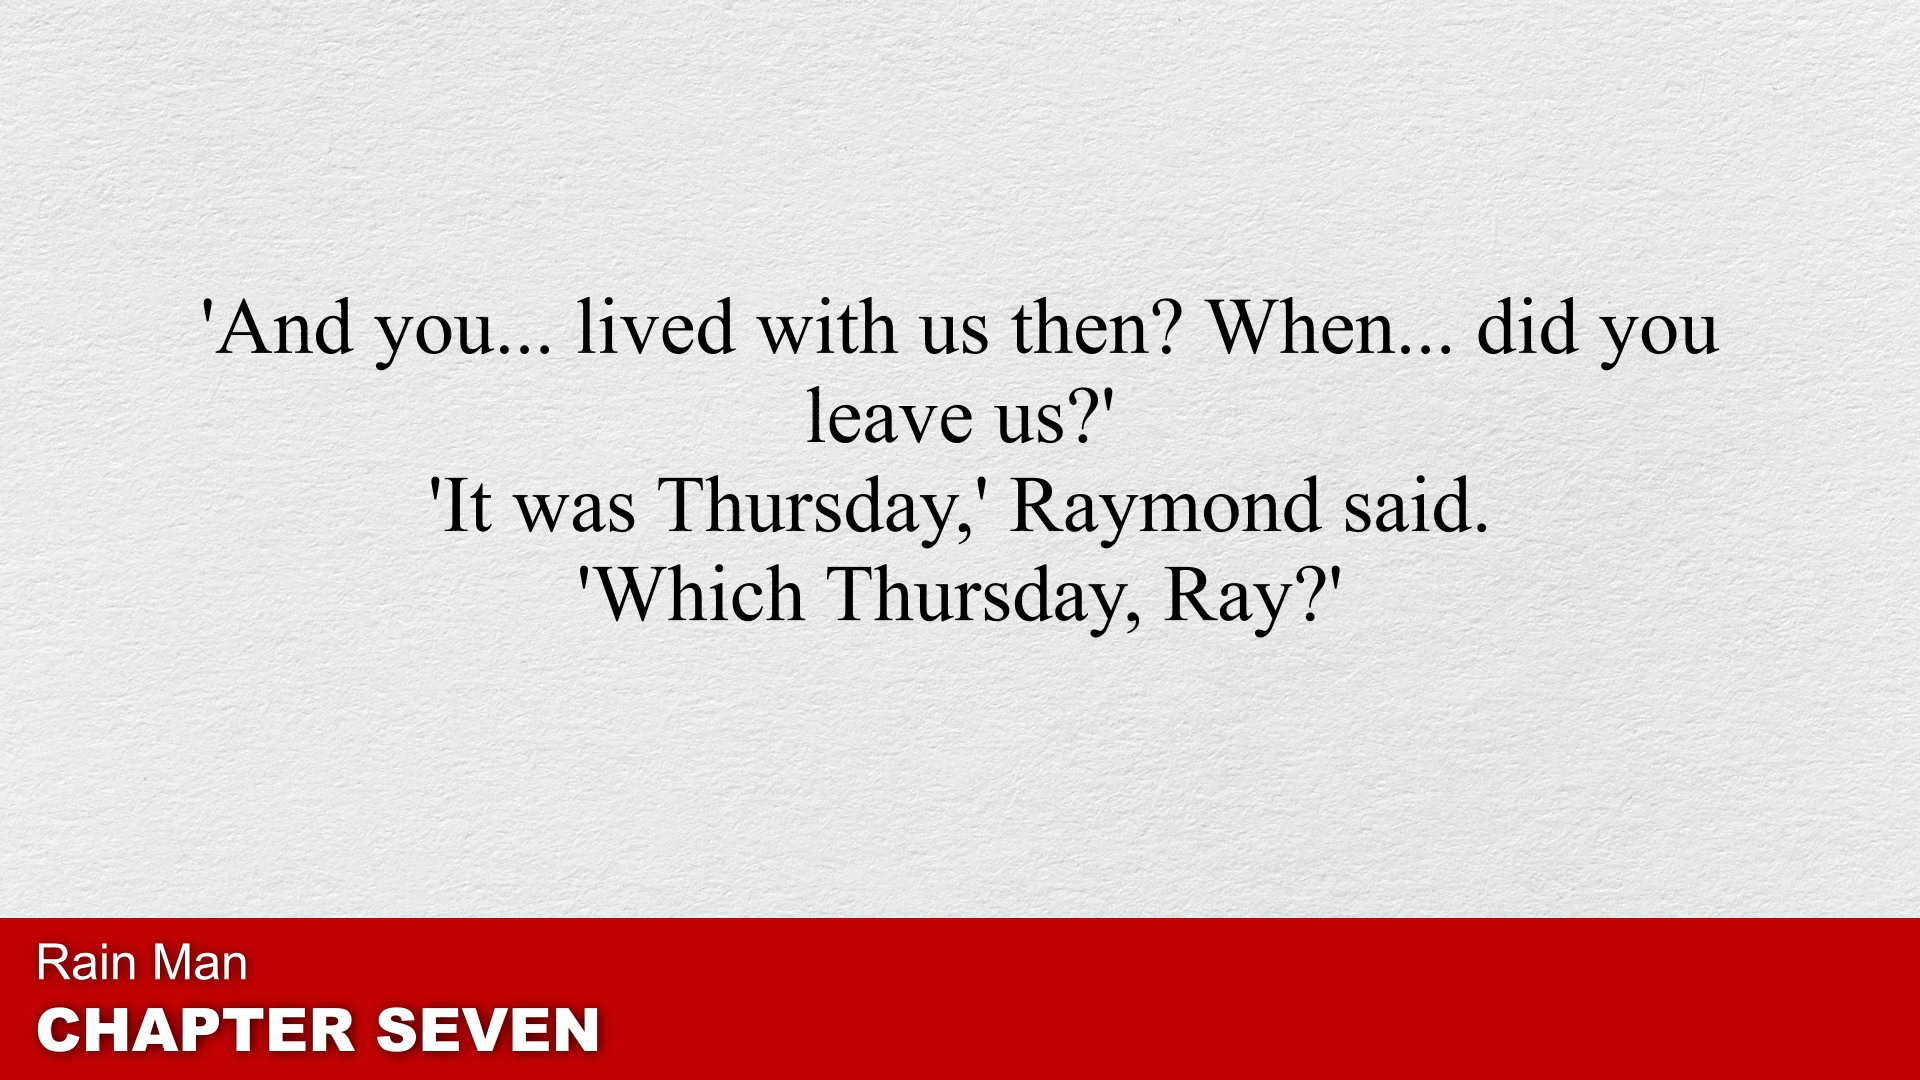 'And you... lived with us then? When... did you
leave us?'
'It was Thursday,' Raymond said.
'Which Thursday, Ray?'
Rain Man
CHAPTER SEVEN